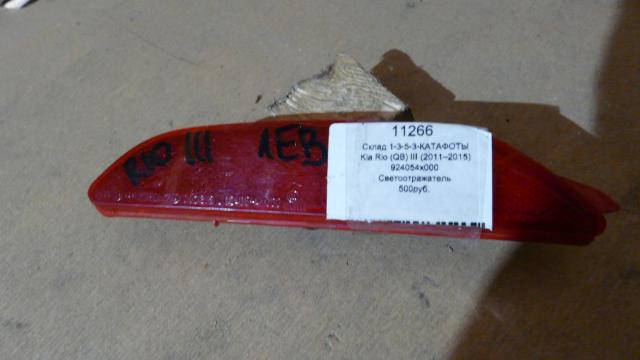 RIO III ЛЕВ
11266
Склад 1-3-5-3-КАТАФОТЫ
Kia Rio (QB) III (2011–2015)
924054x000
Светоотражатель
500руб.